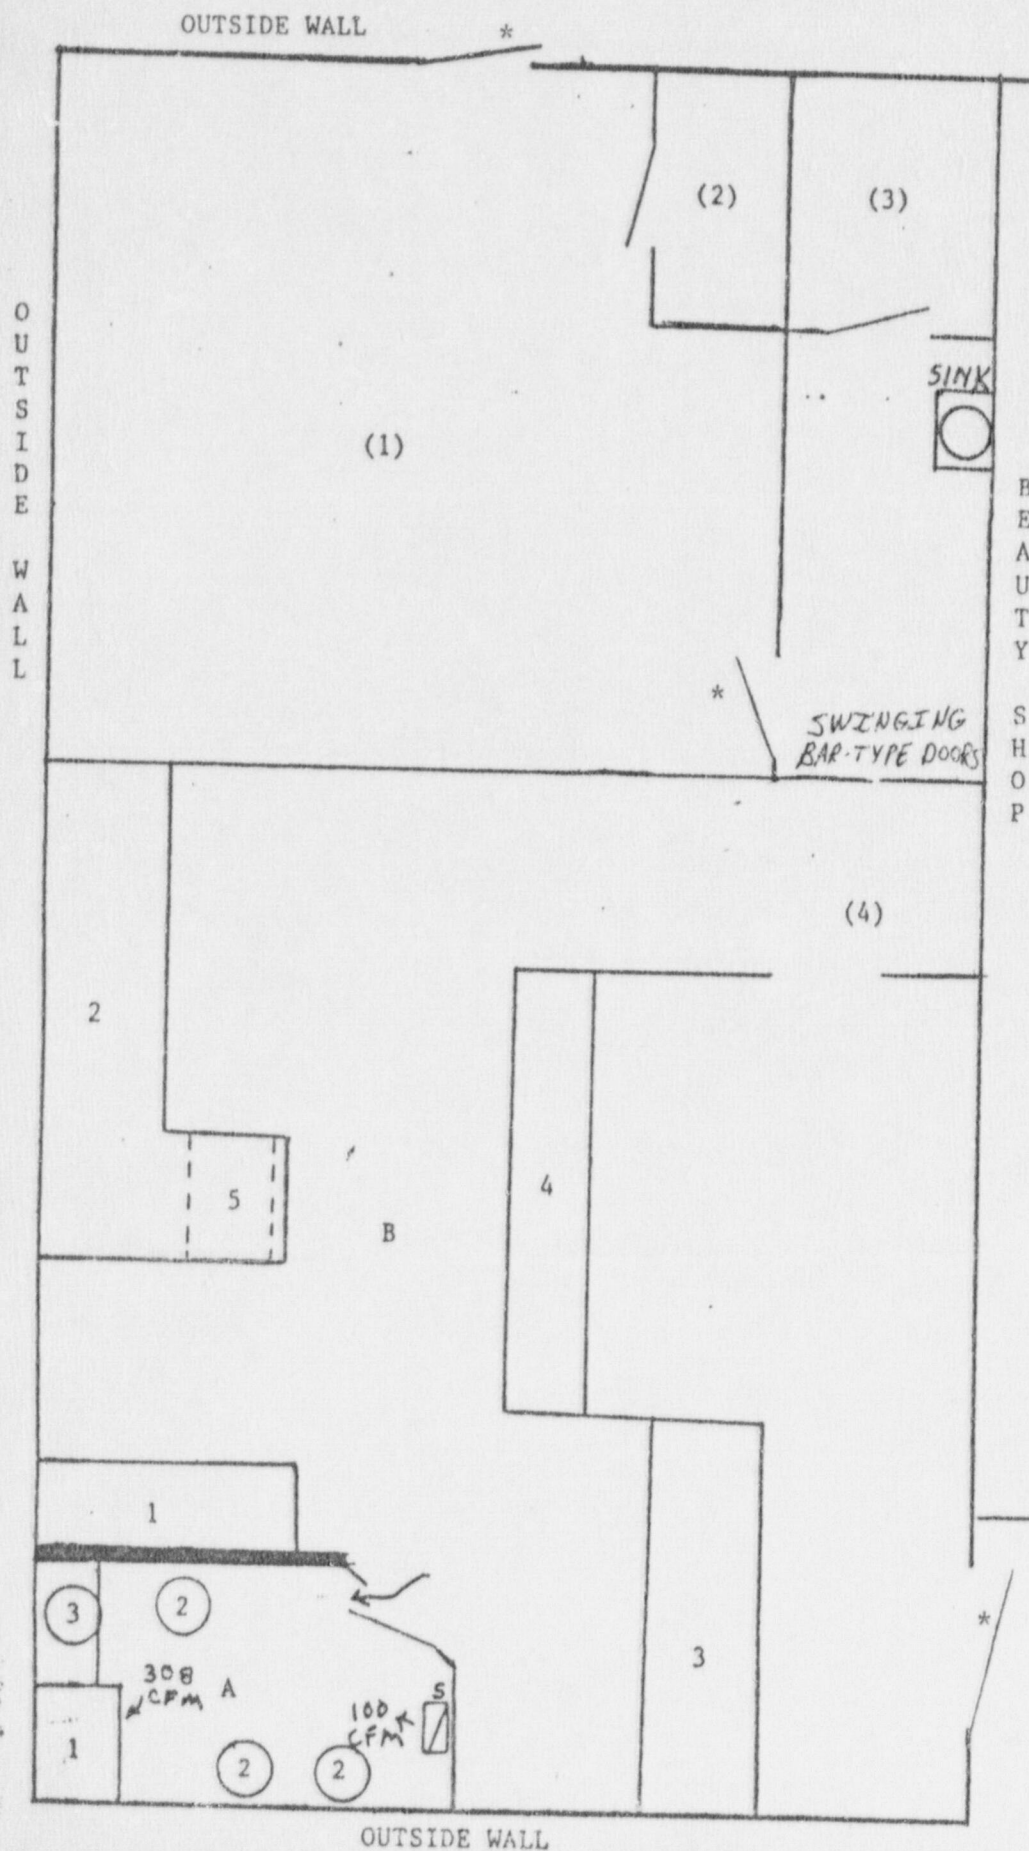 OUTSIDE WALL
*
(2)
(3)
OUTSIDE WALL
SINK
(1)
BEAUTY SHOP
*
SWINGING
BAR-TYPE DOORS
(4)
2
4
5
B
1
3
2
*
3
308
CFM
A
S
100
CFM
1
2
2
OUTSIDE WALL